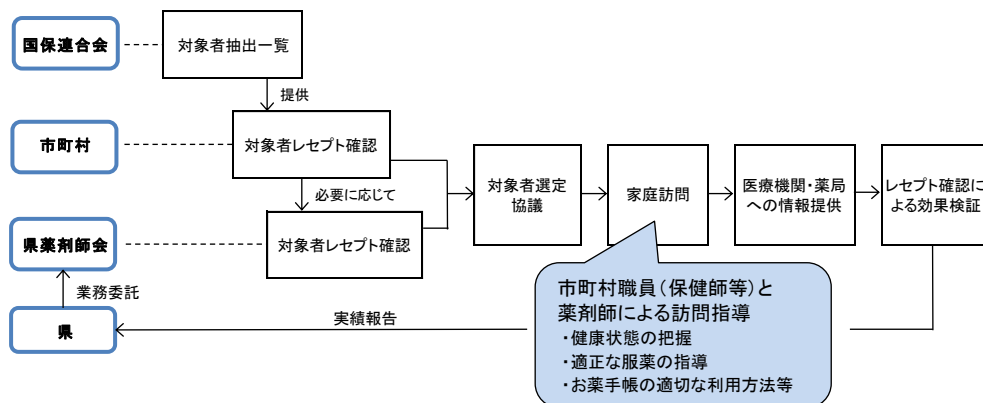 国保連合会
対象者抽出一覧
提供
市町村
対象者レセプト確認
必要に応じて
県薬剤師会
対象者レセプト確認
対象者選定
協議
家庭訪問
医療機関・薬局
への情報提供
レセプト確認に
よる効果検証
業務委託
県
実績報告
市町村職員(保健師等)と
薬剤師による訪問指導
・健康状態の把握
・適正な服薬の指導
・お薬手帳の適切な利用方法等